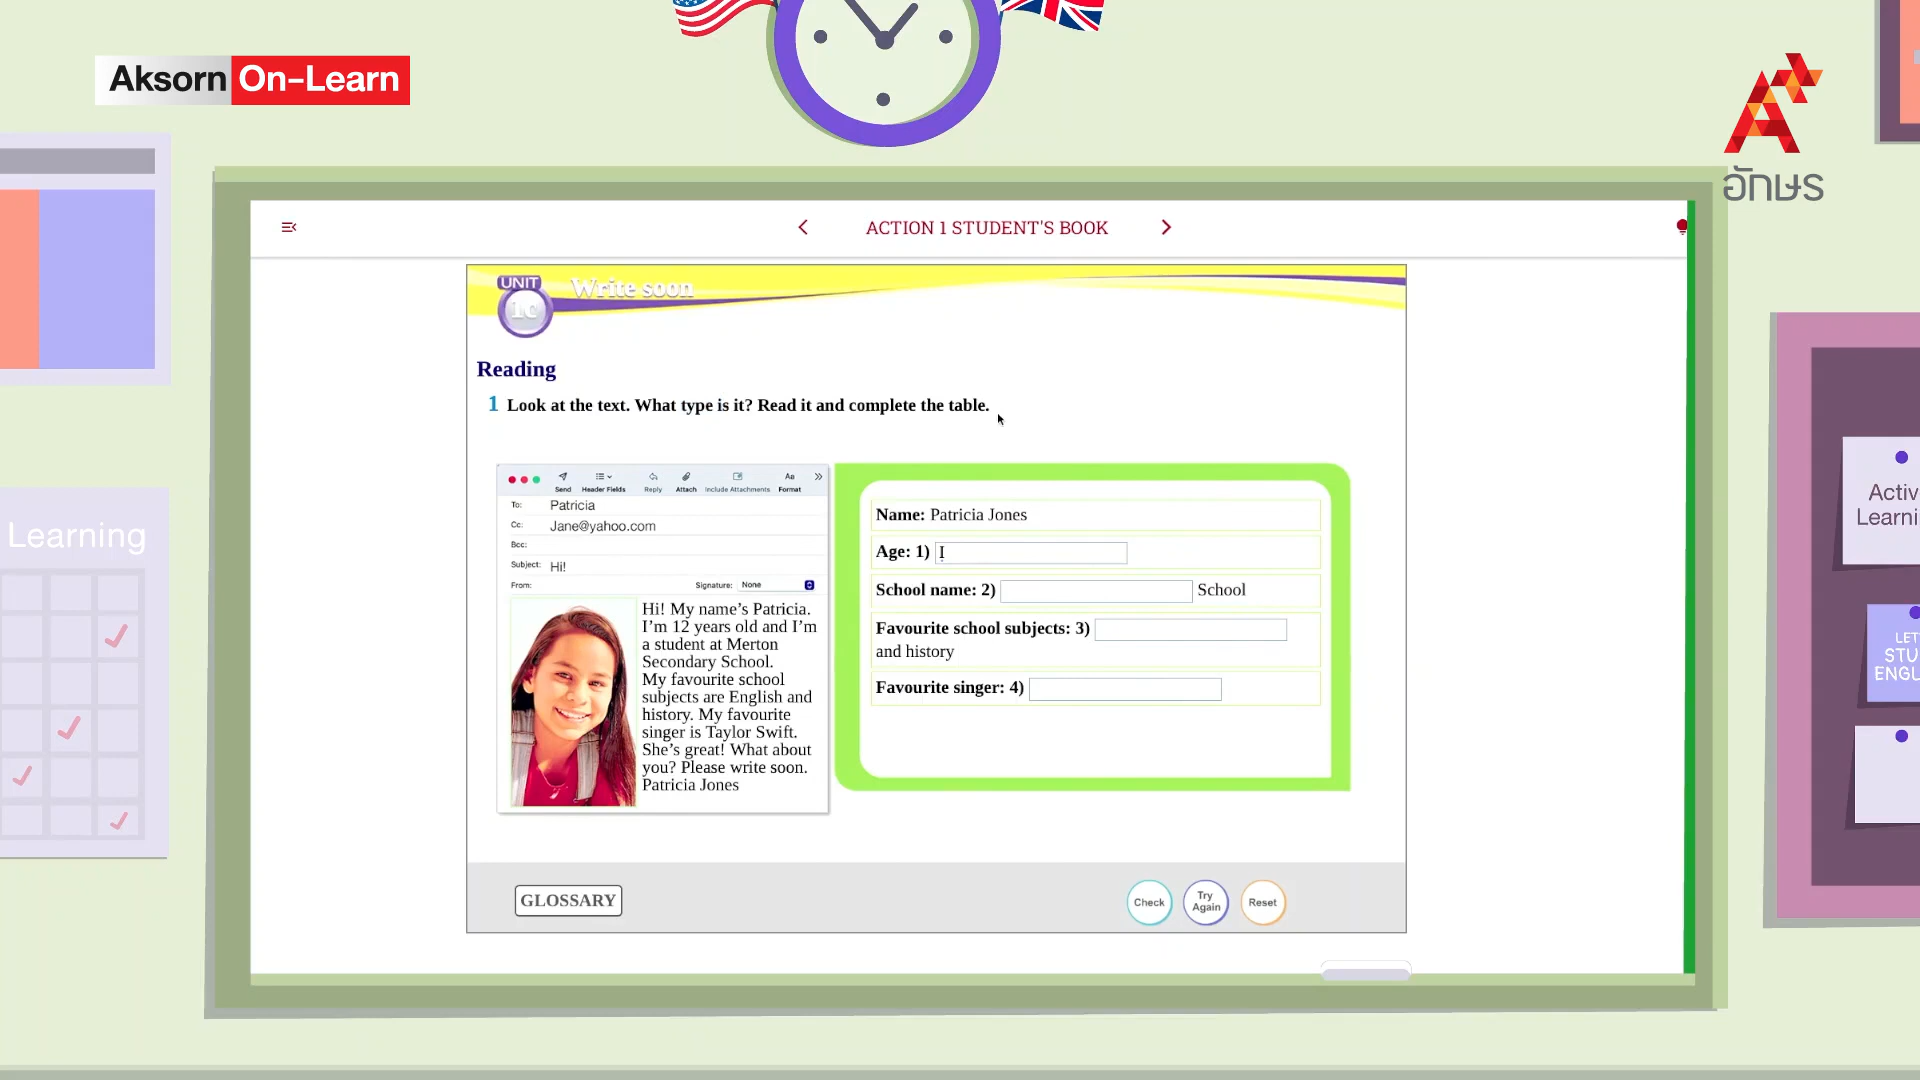 Aksorn On-Learn
อักษร
ACTION 1 STUDENT'S BOOK
UNIT
1c
Write soon
Reading
1 Look at the text. What type is it? Read it and complete the table.
Send Header Fields Reply Attach Include Attachments Format
Aa
To: Patricia
Cc: Jane@yahoo.com
Bcc:
Subject: Hi!
From: Signature: None
Hi! My name's Patricia.
I'm 12 years old and I'm
a student at Merton
Secondary School.
My favourite school
subjects are English and
history. My favourite
singer is Taylor Swift.
She's great! What about
you? Please write soon.
Patricia Jones
Name: Patricia Jones
Age: 1)
School name: 2) School
Favourite school subjects: 3)
and history
Favourite singer: 4)
GLOSSARY
Check
Try
Again
Reset
Learning
Activ
Learni
LET
STU
ENGL